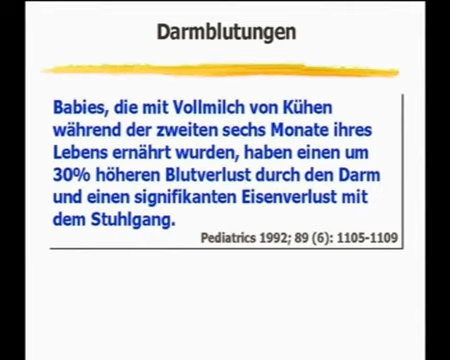 Darmblutungen
Babies, die mit Vollmilch von Kühen
während der zweiten sechs Monate ihres
Lebens ernährt wurden, haben einen um
30% höheren Blutverlust durch den Darm
und einen signifikanten Eisenverlust mit
dem Stuhlgang.
Pediatrics 1992; 89 (6): 1105-1109